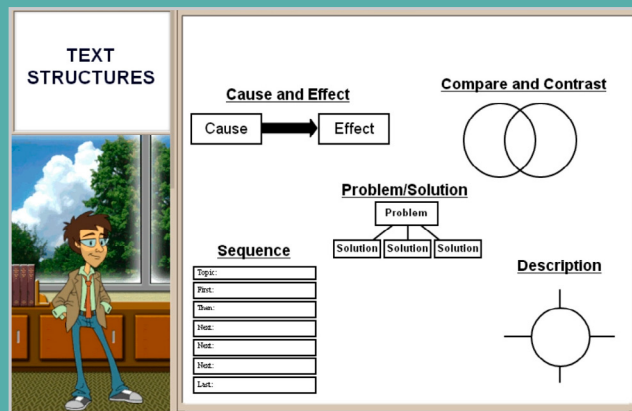 TEXT
STRUCTURES
Cause and Effect
Cause
Effect
Compare and Contrast
Problem/Solution
Problem
Solution
Solution
Solution
Sequence
Topic:
First:
Then:
Next:
Next:
Next:
Last:
Description